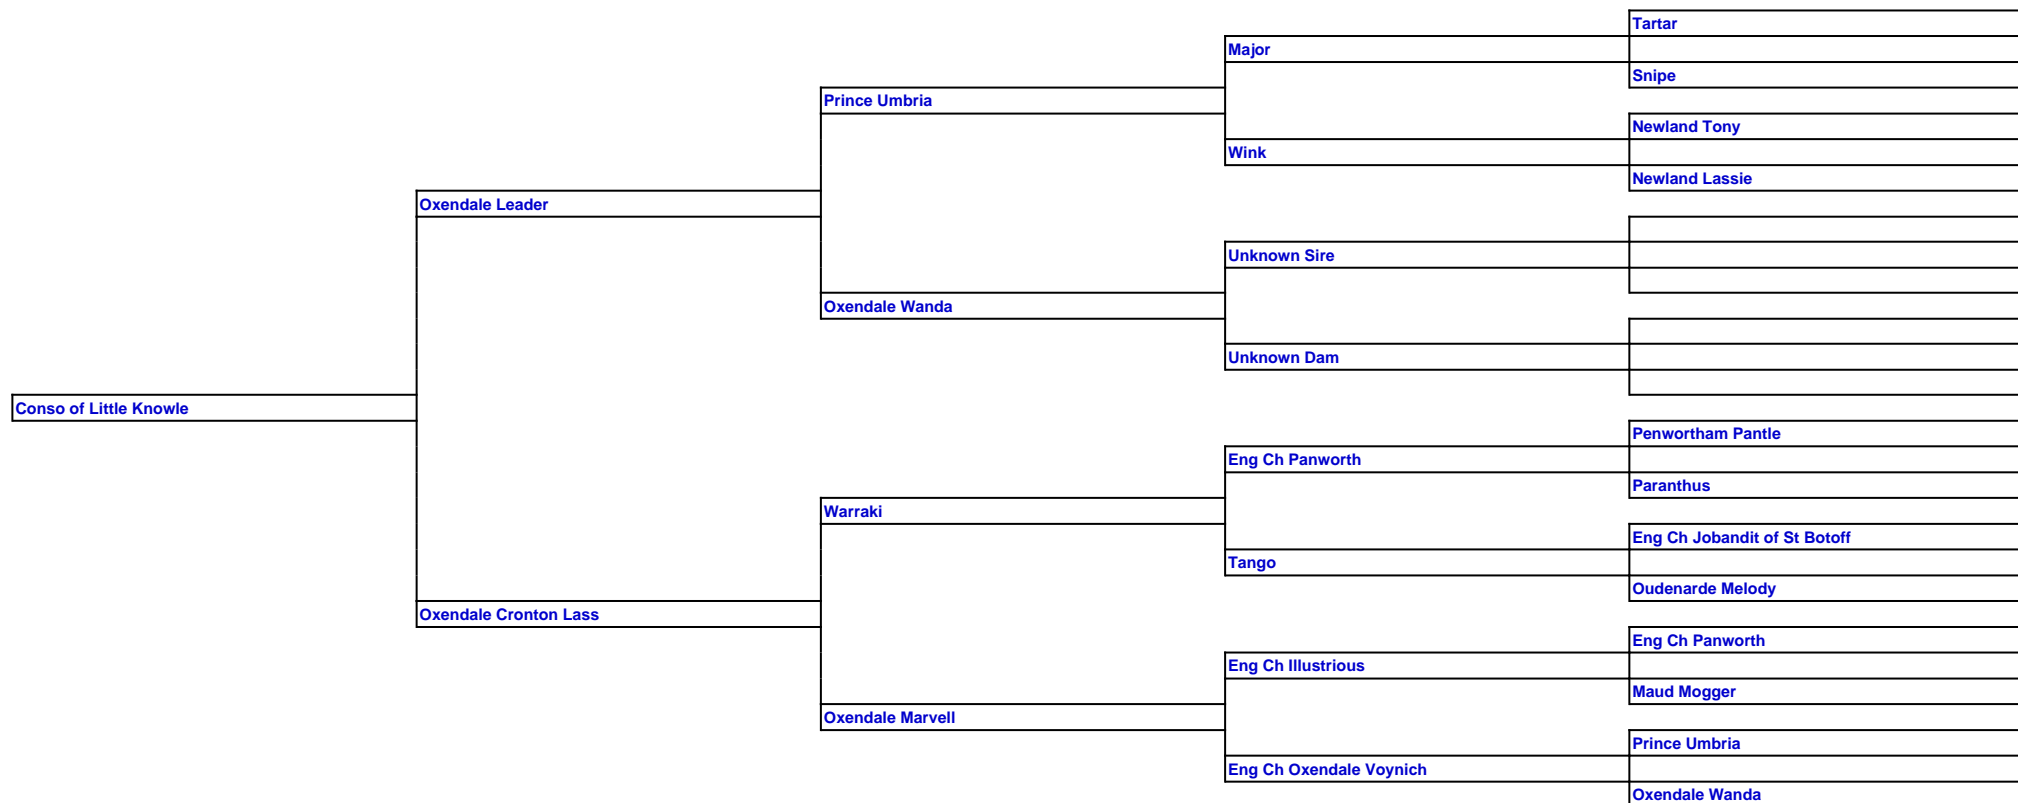 Tartar
Major
Snipe
Prince Umbria
Newland Tony
Wink
Newland Lassie
Oxendale Leader
Unknown Sire
Oxendale Wanda
Unknown Dam
Conso of Little Knowle
Penwortham Pantle
Eng Ch Panworth
Paranthus
Warraki
Eng Ch Jobandit of St Botoff
Tango
Oudenarde Melody
Oxendale Cronton Lass
Eng Ch Panworth
Eng Ch Illustrious
Maud Mogger
Oxendale Marvell
Prince Umbria
Eng Ch Oxendale Voynich
Oxendale Wanda